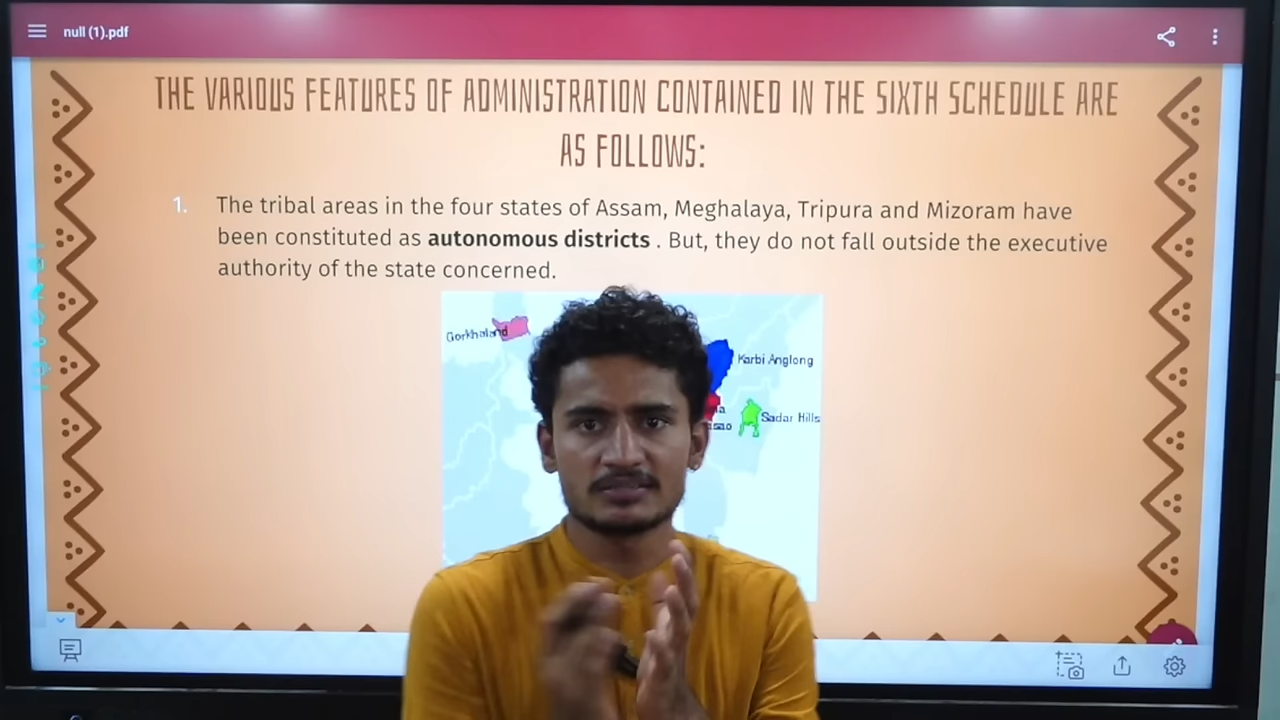 null (1).pdf
THE VARIOUS FEATURES OF ADMINISTRATION CONTAINED IN THE SIXTH SCHEDULE ARE
AS FOLLOWS:
1. The tribal areas in the four states of Assam, Meghalaya, Tripura and Mizoram have
been constituted as autonomous districts . But, they do not fall outside the executive
authority of the state concerned.
Gorkhaland
Karbi Anglong
Sadar Hills